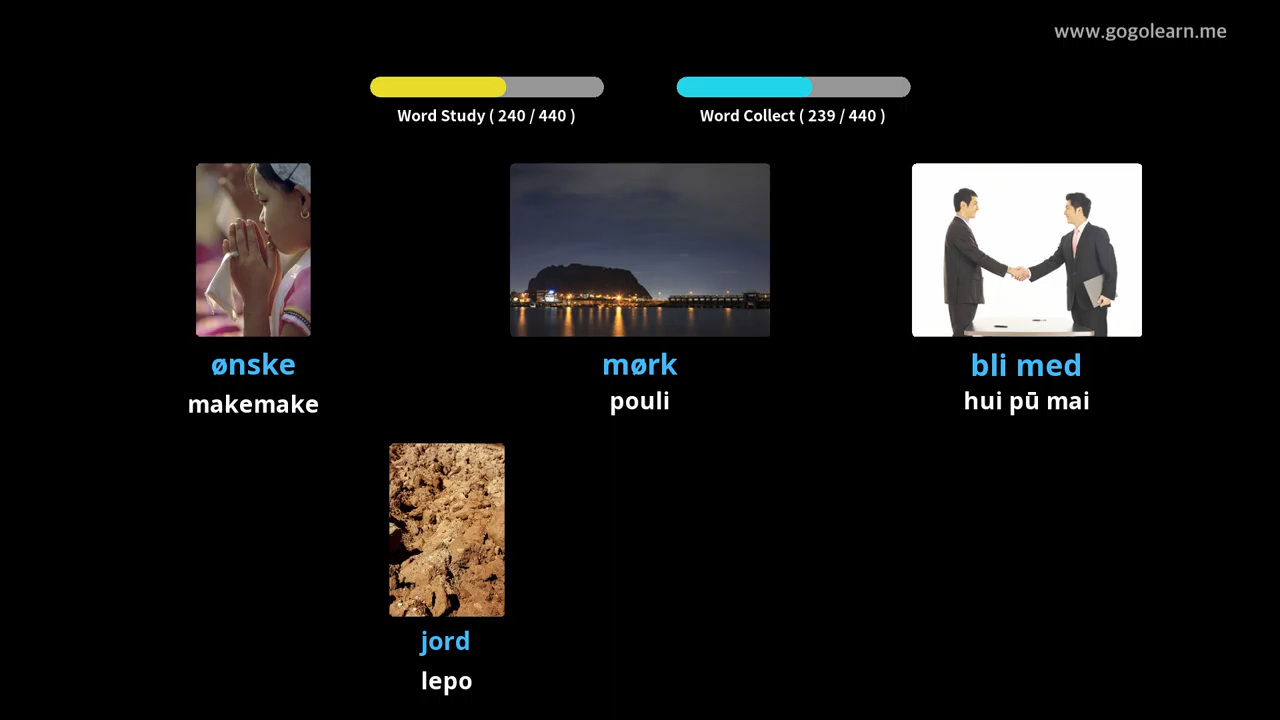 www.gogolearn.me
Word Study ( 240 / 440 )
Word Collect ( 239 / 440 )
ønske
makemake
mørk
pouli
bli med
hui pū mai
jord
lepo